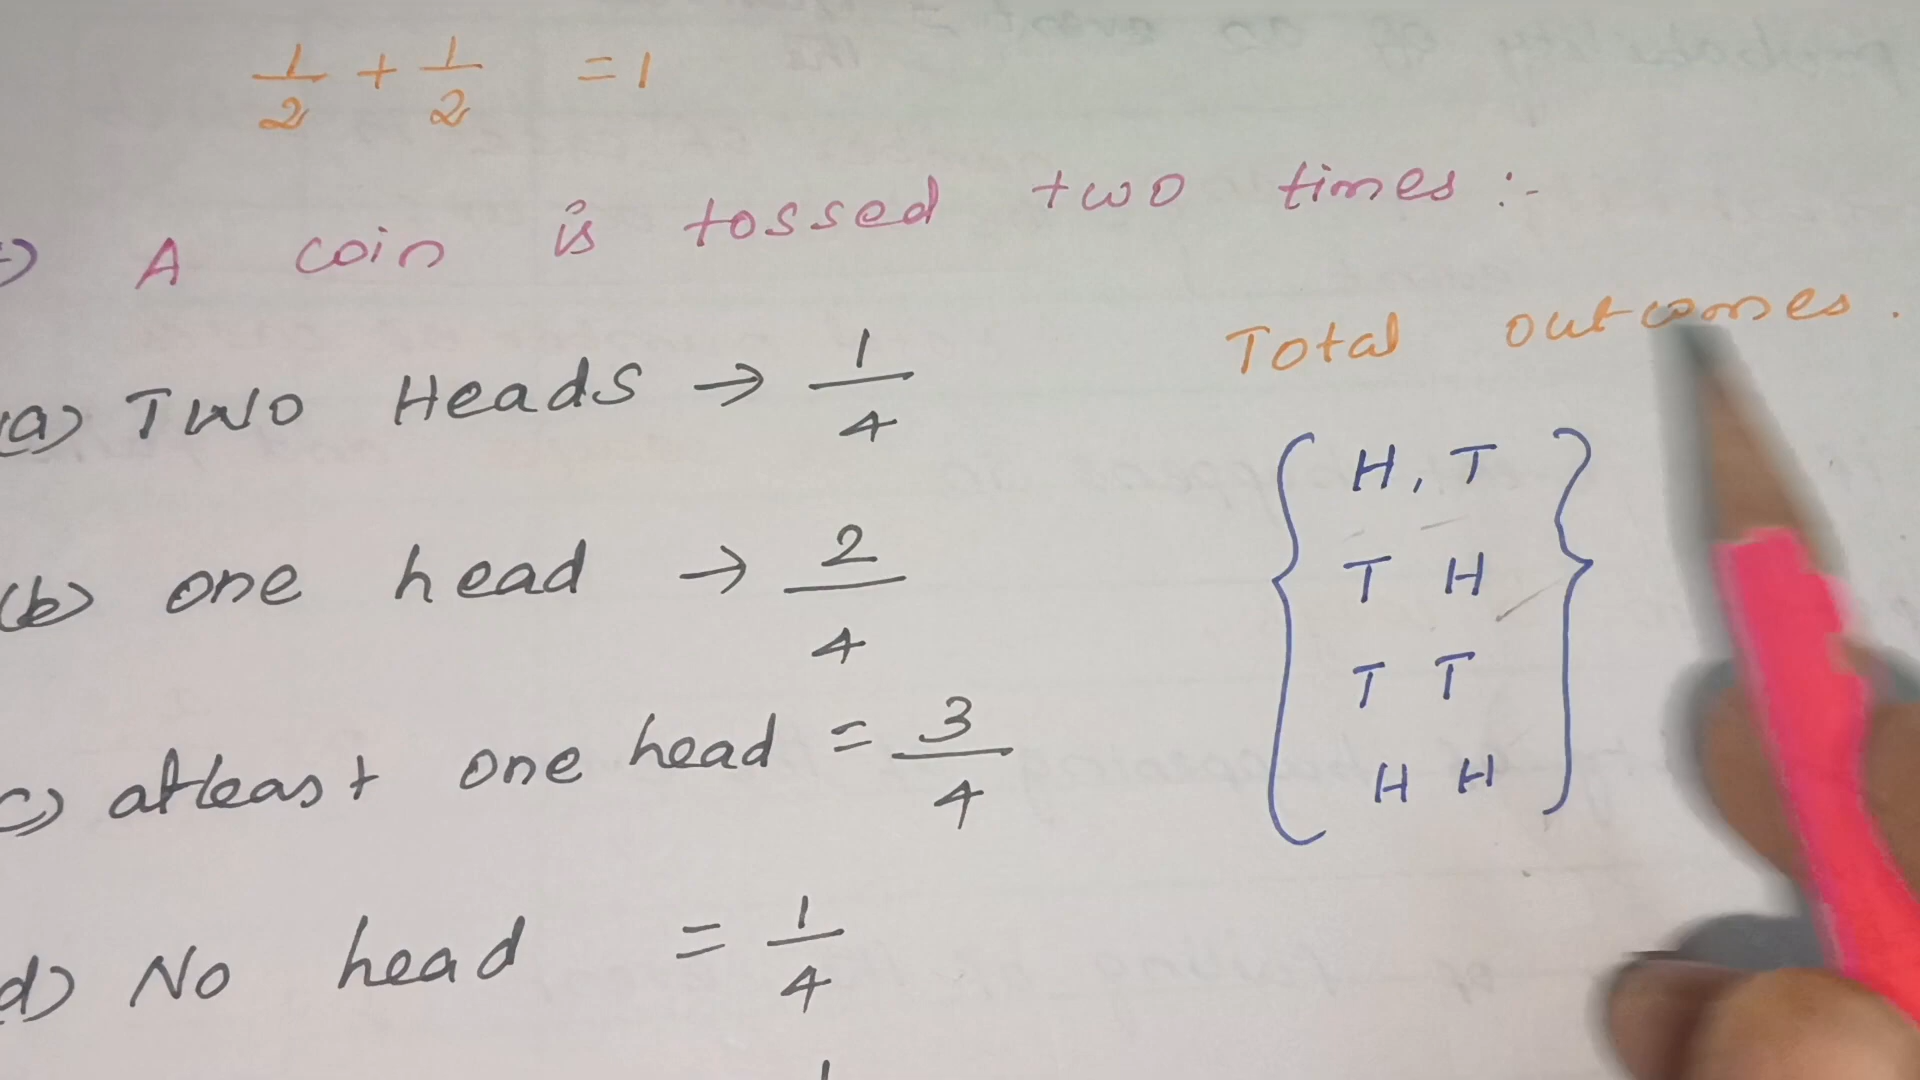 1/2 + 1/2 = 1
A coin is tossed two times :-
Total outcomes.
(a) Two Heads → 1/4
(b) one head → 2/4
c) atleast one head = 3/4
d) No head = 1/4
{ H, T
T H
T T
H H }